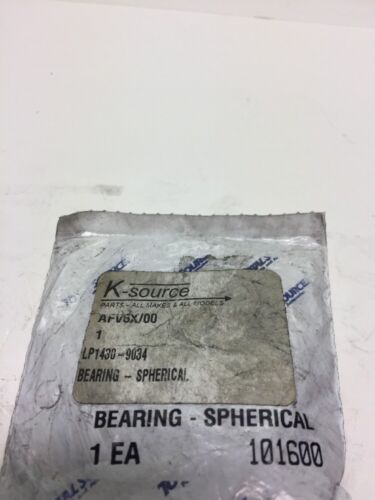 K-source
PARTS - ALL MAKES & ALL MODELS
AFV6X/00
1
LP1430-9034
BEARING - SPHERICAL
BEARING - SPHERICAL
1 EA 101600